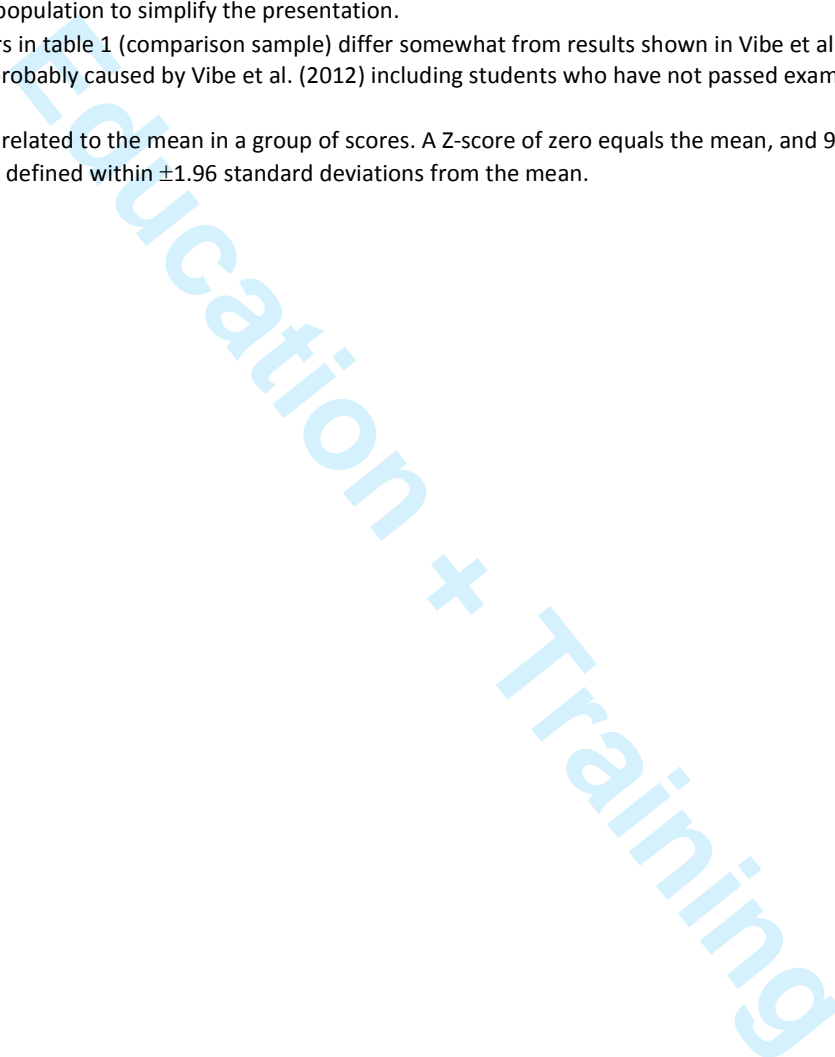 population to simplify the presentation.
rs in table 1 (comparison sample) differ somewhat from results shown in Vibe et al
probably caused by Vibe et al. (2012) including students who have not passed exam
related to the mean in a group of scores. A Z-score of zero equals the mean, and 9
defined within ±1.96 standard deviations from the mean.
Education + Training